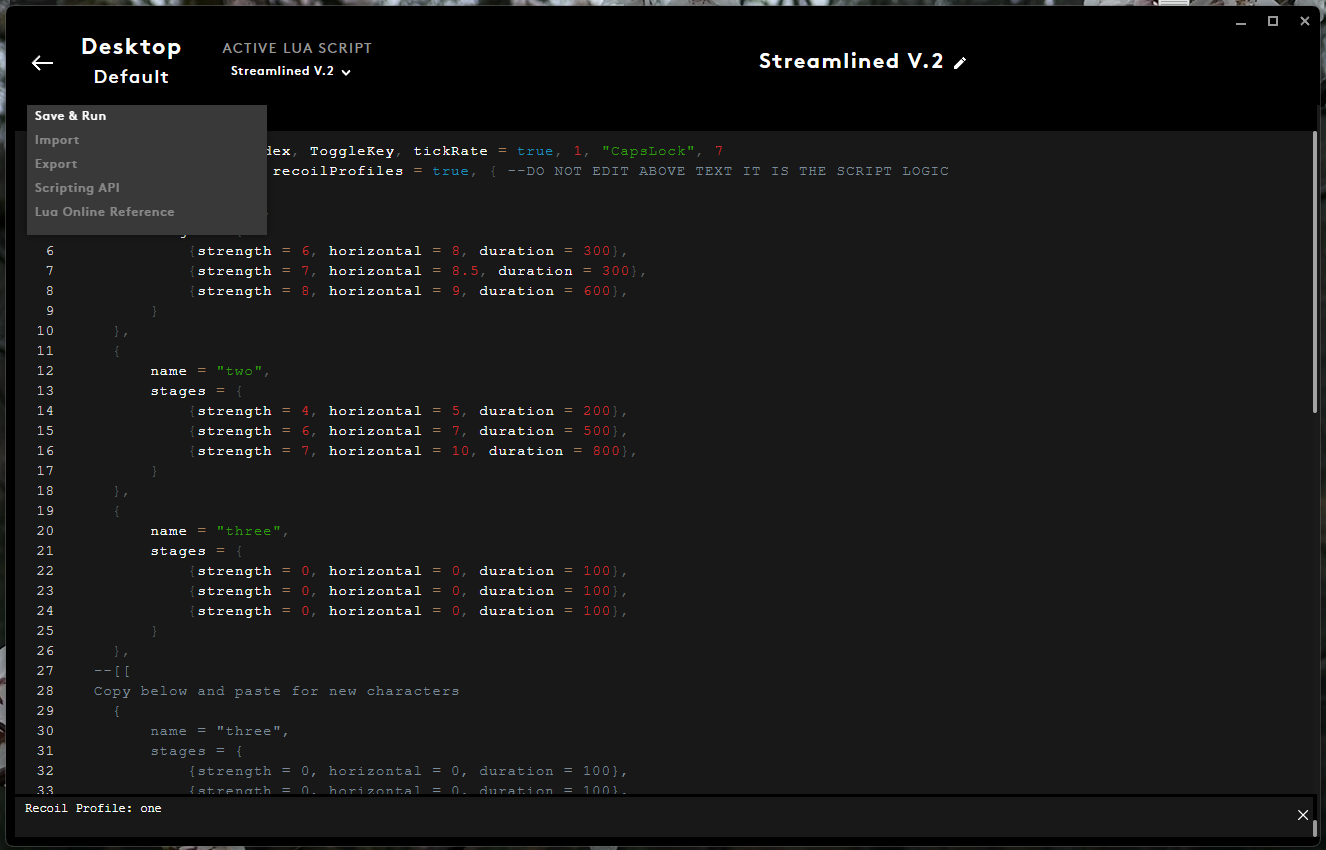 Desktop
Default
ACTIVE LUA SCRIPT
Streamlined V.2
Streamlined V.2
Save & Run
Import
Export
Scripting API
Lua Online Reference
dex, ToggleKey, tickRate = true, 1, "CapsLock", 7
recoilProfiles = true, { --DO NOT EDIT ABOVE TEXT IT IS THE SCRIPT LOGIC
6 {strength = 6, horizontal = 8, duration = 300},
7 {strength = 7, horizontal = 8.5, duration = 300},
8 {strength = 8, horizontal = 9, duration = 600},
9 }
10 },
11 {
12 name = "two",
13 stages = {
14 {strength = 4, horizontal = 5, duration = 200},
15 {strength = 6, horizontal = 7, duration = 500},
16 {strength = 7, horizontal = 10, duration = 800},
17 }
18 },
19 {
20 name = "three",
21 stages = {
22 {strength = 0, horizontal = 0, duration = 100},
23 {strength = 0, horizontal = 0, duration = 100},
24 {strength = 0, horizontal = 0, duration = 100},
25 }
26 },
27 --[[
28 Copy below and paste for new characters
29 {
30 name = "three",
31 stages = {
32 {strength = 0, horizontal = 0, duration = 100},
33 {strength = 0, horizontal = 0, duration = 100},
Recoil Profile: one